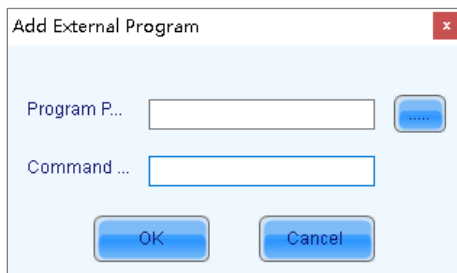 Add External Program
x
Program P...
.....
Command ...
OK
Cancel